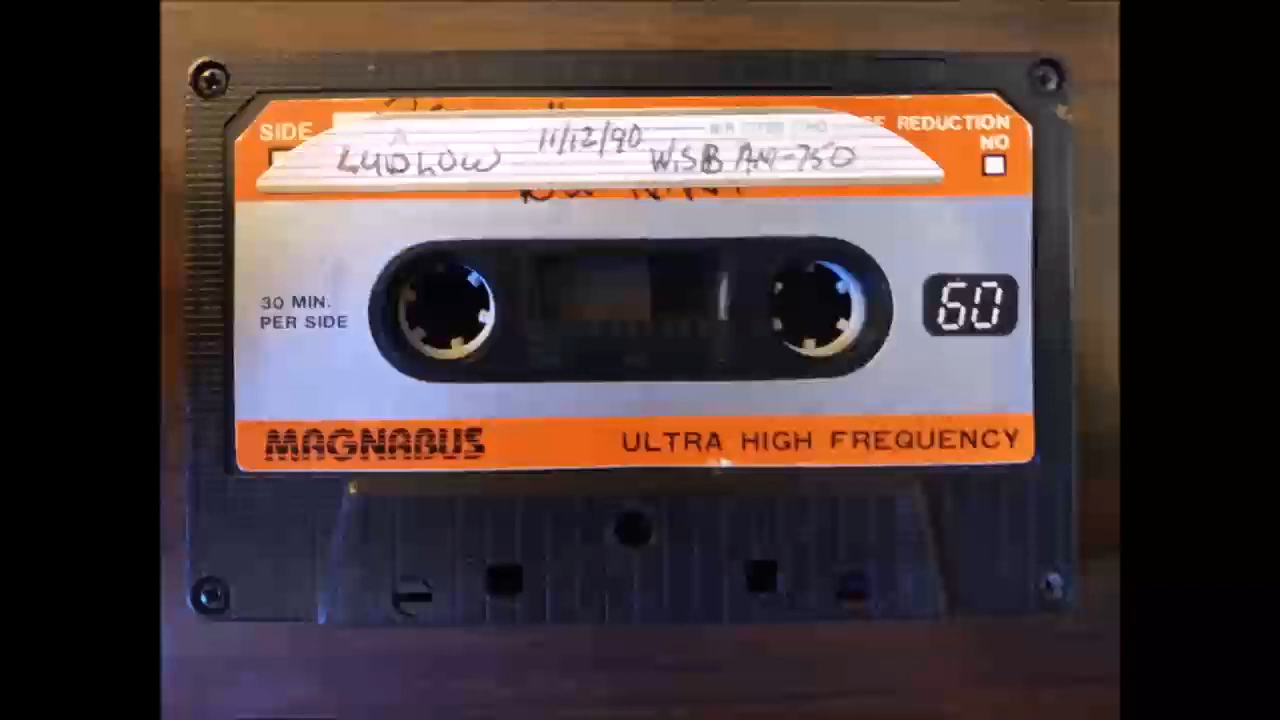 SIDE A
SE REDUCTION
NO
11/12/90
LUDLOW WSB AM-750
30 MIN.
PER SIDE
60
MAGNABUS
ULTRA HIGH FREQUENCY